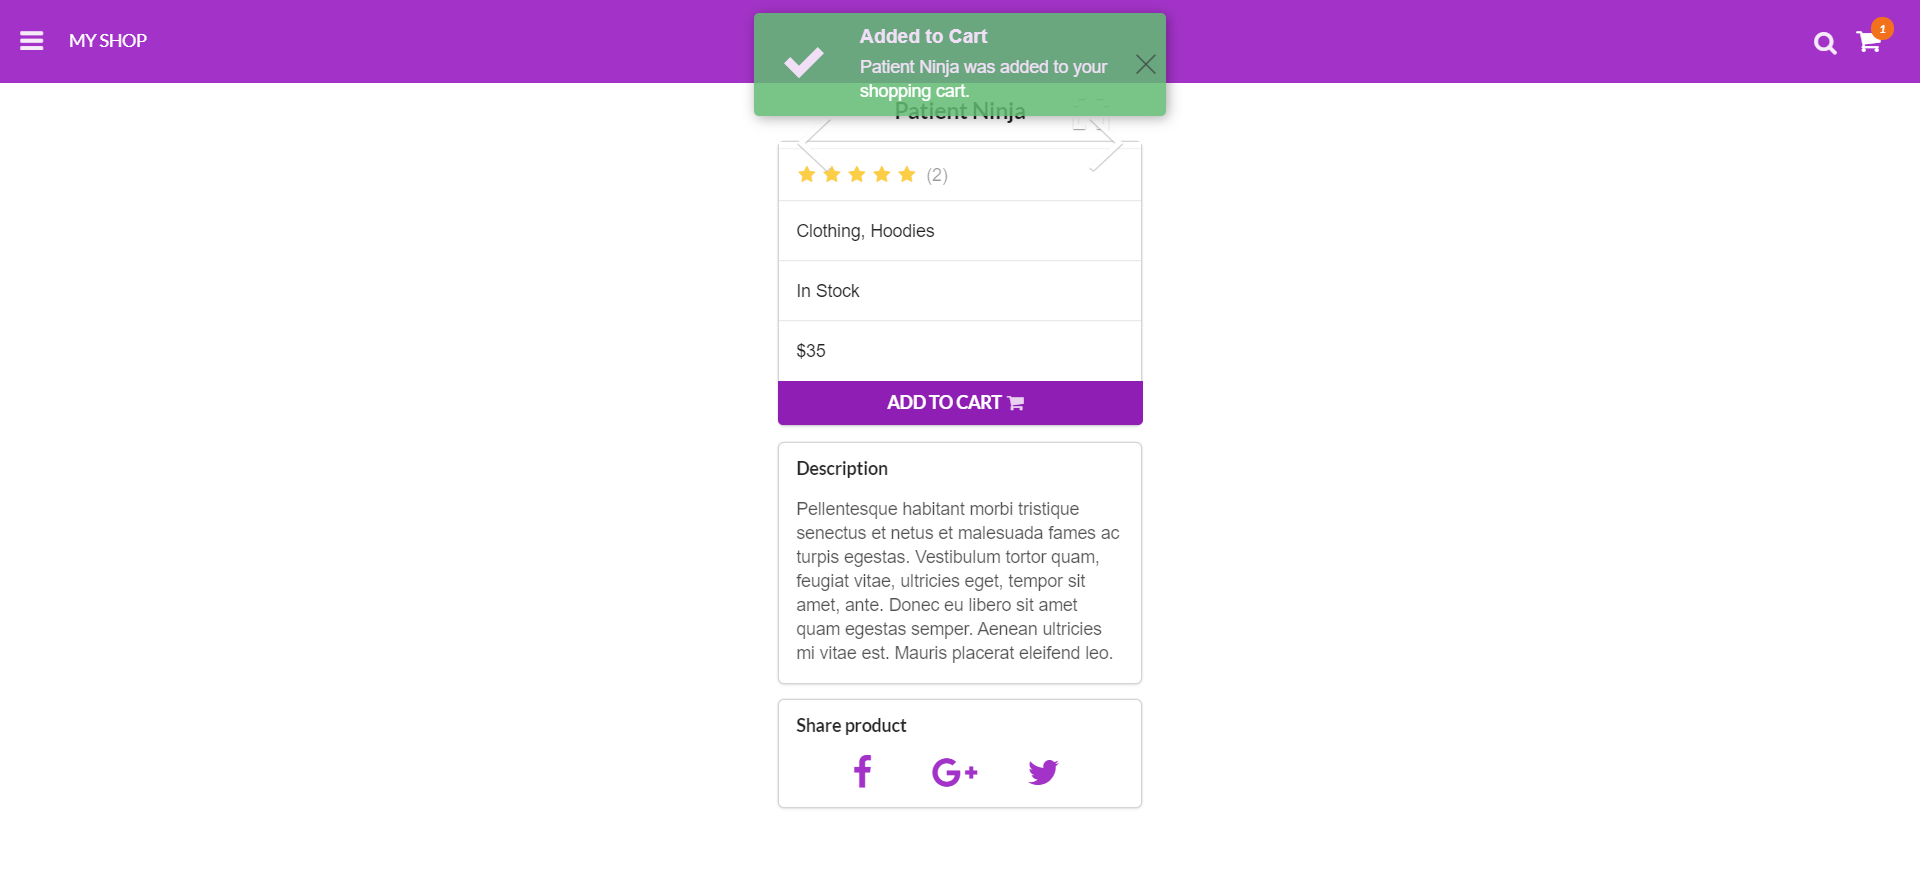 MY SHOP
1
Added to Cart
Patient Ninja was added to your
shopping cart.
Patient Ninja
(2)
Clothing, Hoodies
In Stock
$35
ADD TO CART
Description
Pellentesque habitant morbi tristique
senectus et netus et malesuada fames ac
turpis egestas. Vestibulum tortor quam,
feugiat vitae, ultricies eget, tempor sit
amet, ante. Donec eu libero sit amet
quam egestas semper. Aenean ultricies
mi vitae est. Mauris placerat eleifend leo.
Share product